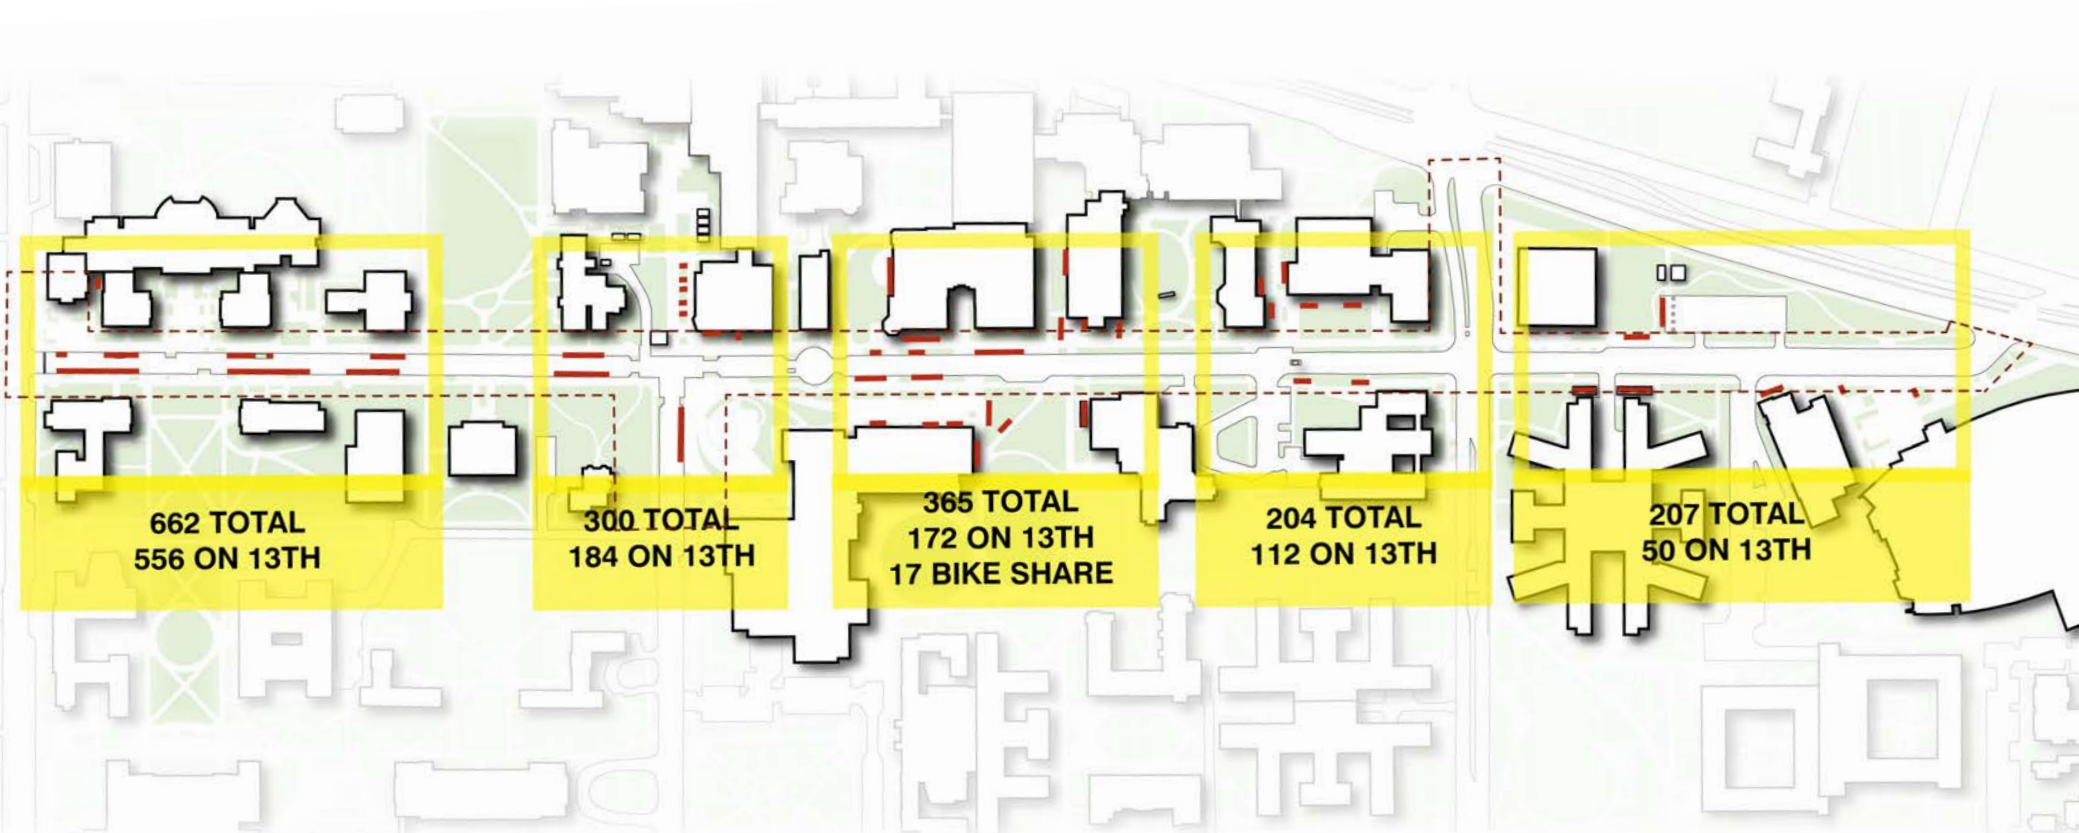 662 TOTAL
556 ON 13TH
300 TOTAL
184 ON 13TH
365 TOTAL
172 ON 13TH
17 BIKE SHARE
204 TOTAL
112 ON 13TH
207 TOTAL
50 ON 13TH